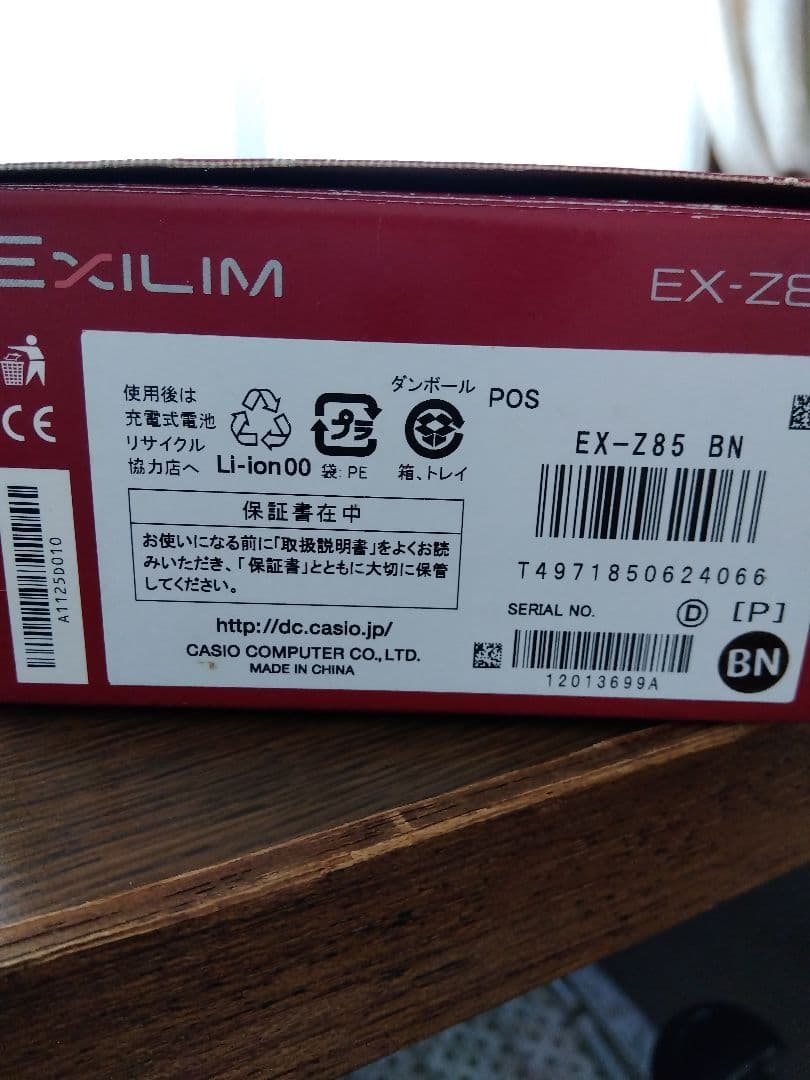 EXILIM
EX-Z8
使用後は
充電式電池
リサイクル
協力店へ
Li-ion00
プラ
袋:PE
ダンボール
箱、トレイ
POS
EX-Z85 BN
T4971850624066
保証書在中
お使いになる前に「取扱説明書」をよくお読
みいただき、「保証書」とともに大切に保管
してください。
http://dc.casio.jp/
CASIO COMPUTER CO., LTD.
MADE IN CHINA
SERIAL NO.
D [P]
12013699A
BN
CE
A1125D010